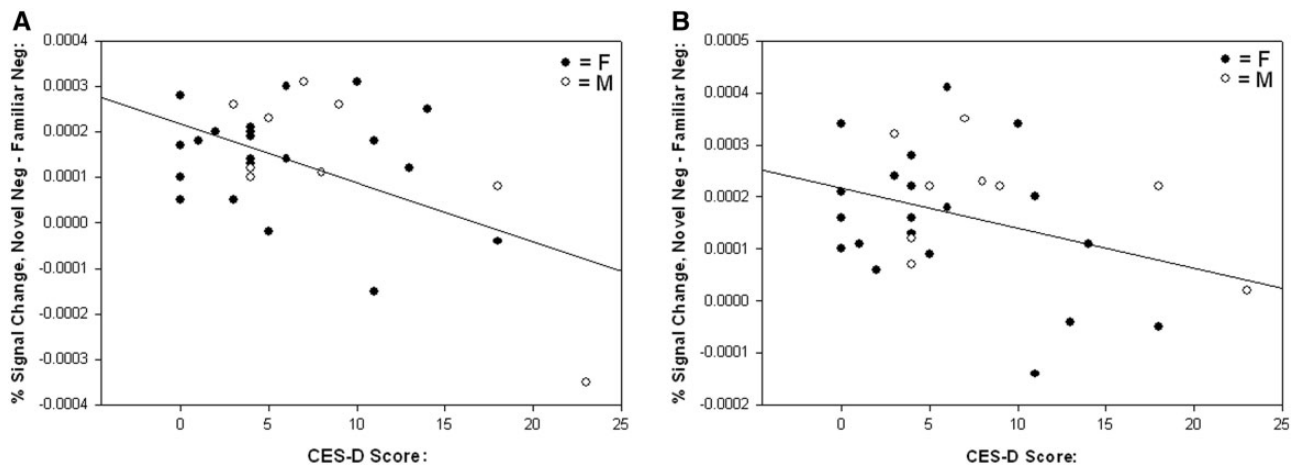 A
% Signal Change, Novel Neg - Familiar Neg:
0.0004
0.0003
0.0002
0.0001
0.0000
-0.0001
-0.0002
-0.0003
-0.0004
0 5 10 15 20 25
CES-D Score:
= F
= M
B
% Signal Change, Novel Neg - Familiar Neg:
0.0005
0.0004
0.0003
0.0002
0.0001
0.0000
-0.0001
-0.0002
0 5 10 15 20 25
CES-D Score:
= F
= M